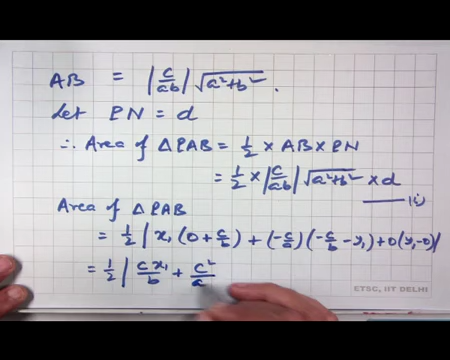 AB = |c/ab| √a²+b².
Let PN = d
∴ Area of ΔPAB = 1/2 × AB × PN
= 1/2 × |c/ab| √a²+b² × d
—— (i)
Area of ΔPAB
= 1/2 | x₁ (0 + c/b) + (-c/a) (-c/b - y₁) + 0 (y₁-0) |
= 1/2 | cx₁/b + c²/a
ETSC, IIT DELHI